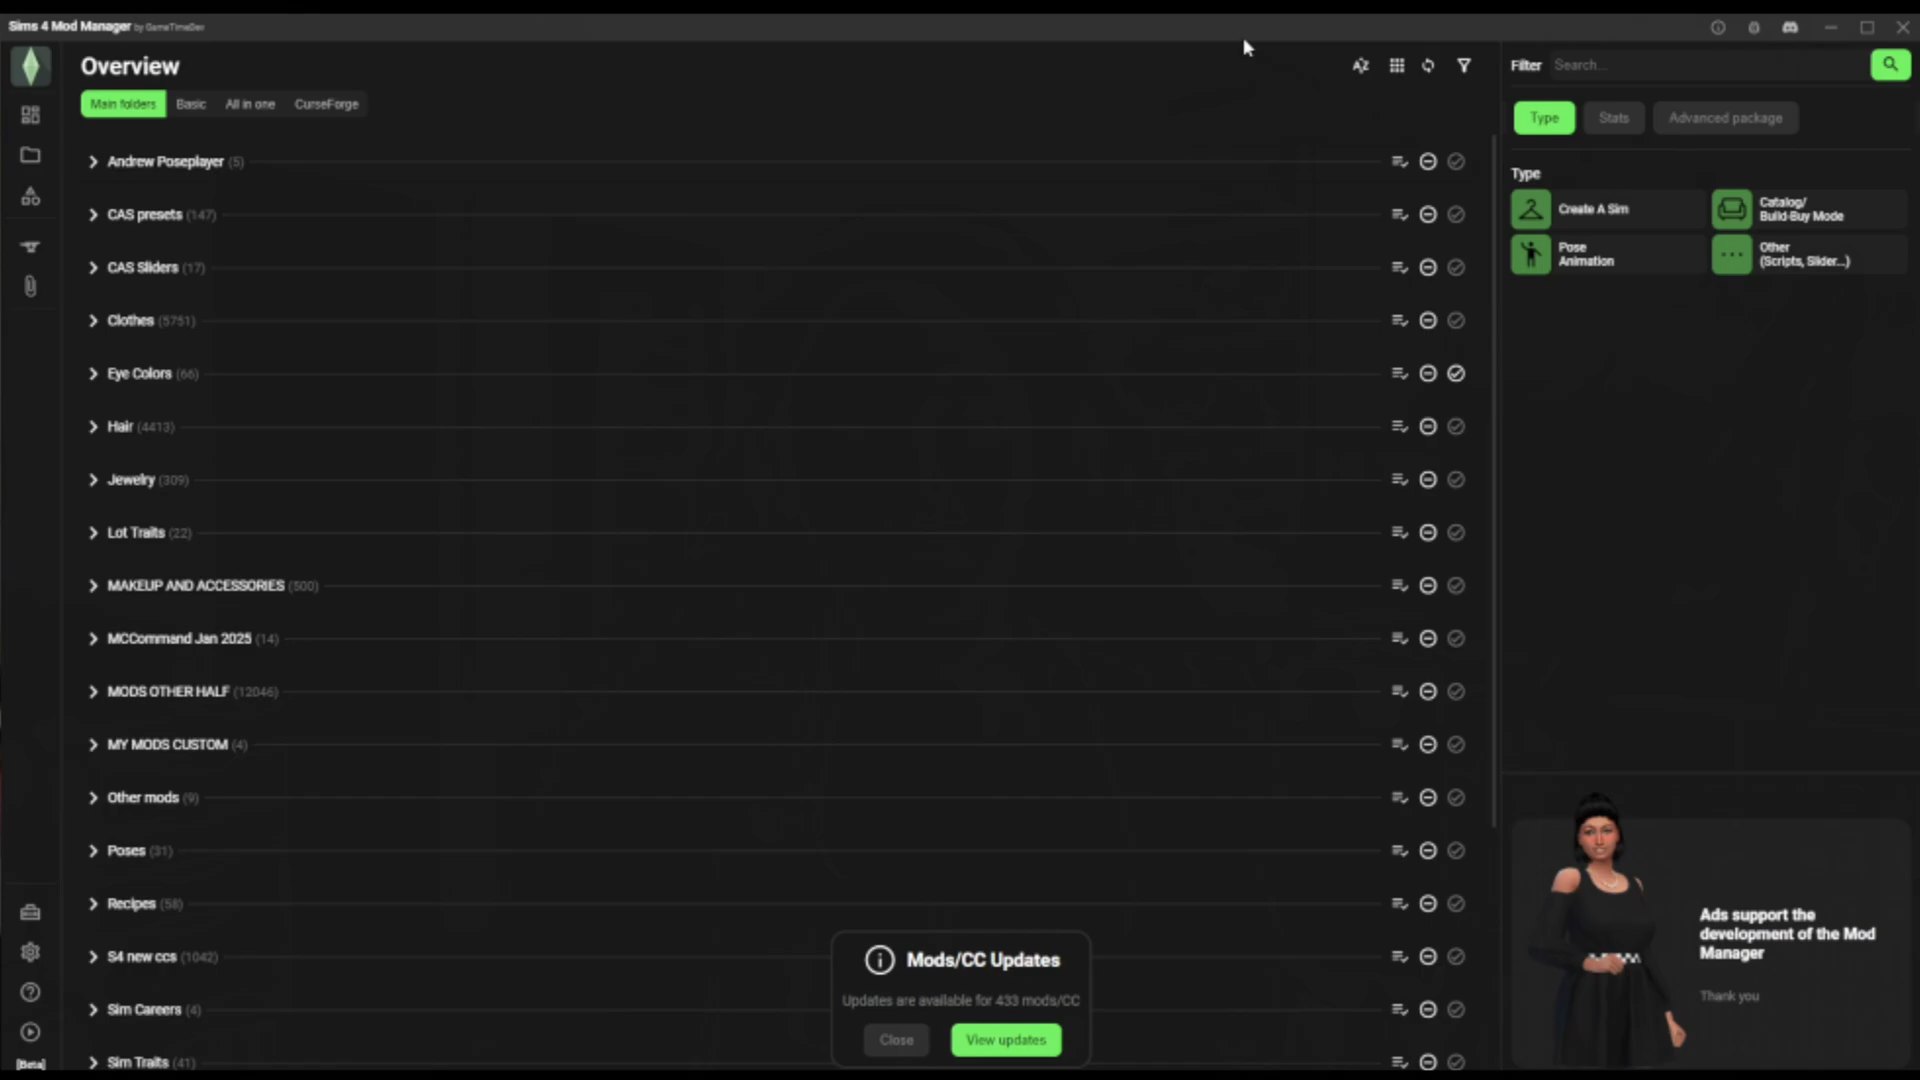 Sims 4 Mod Manager by GameTimeDev
Overview
Main folders Basic All in one CurseForge
Andrew Poseplayer (5)
CAS presets (147)
CAS Sliders (17)
Clothes (5751)
Eye Colors (66)
Hair (4413)
Jewelry (309)
Lot Traits (22)
MAKEUP AND ACCESSORIES (500)
MCCommand Jan 2025 (14)
MODS OTHER HALF (12046)
MY MODS CUSTOM (4)
Other mods (9)
Poses (31)
Recipes (58)
S4 new ccs (1042)
Sim Careers (4)
Sim Traits (41)
[Beta]
Mods/CC Updates
Updates are available for 433 mods/CC
Close View updates
Filter Search...
Type Stats Advanced package
Type
Create A Sim
Catalog/
Build-Buy Mode
Pose
Animation
Other
(Scripts, Slider...)
Ads support the
development of the Mod
Manager
Thank you